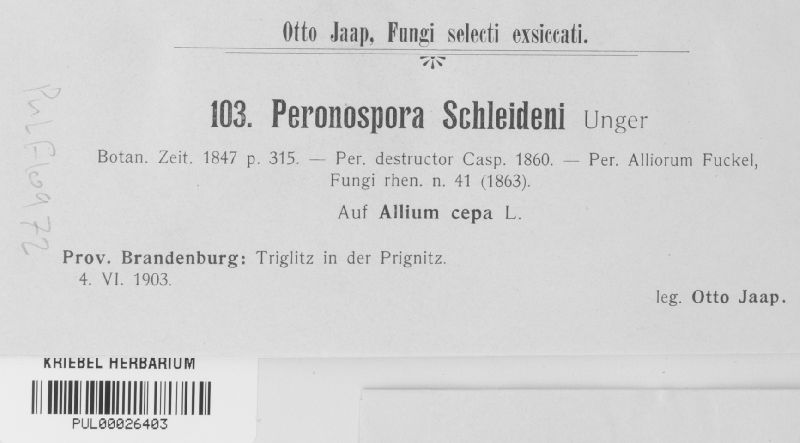 Otto Jaap, Fungi selecti exsiccati.
103. Peronospora Schleideni Unger
Botan. Zeit. 1847 p. 315. — Per. destructor Casp. 1860. — Per. Alliorum Fuckel,
Fungi rhen. n. 41 (1863).
Auf Allium cepa L.
Prov. Brandenburg: Triglitz in der Prignitz.
4. VI. 1903.
leg. Otto Jaap.
KRIEBEL HERBARIUM
PUL00026403